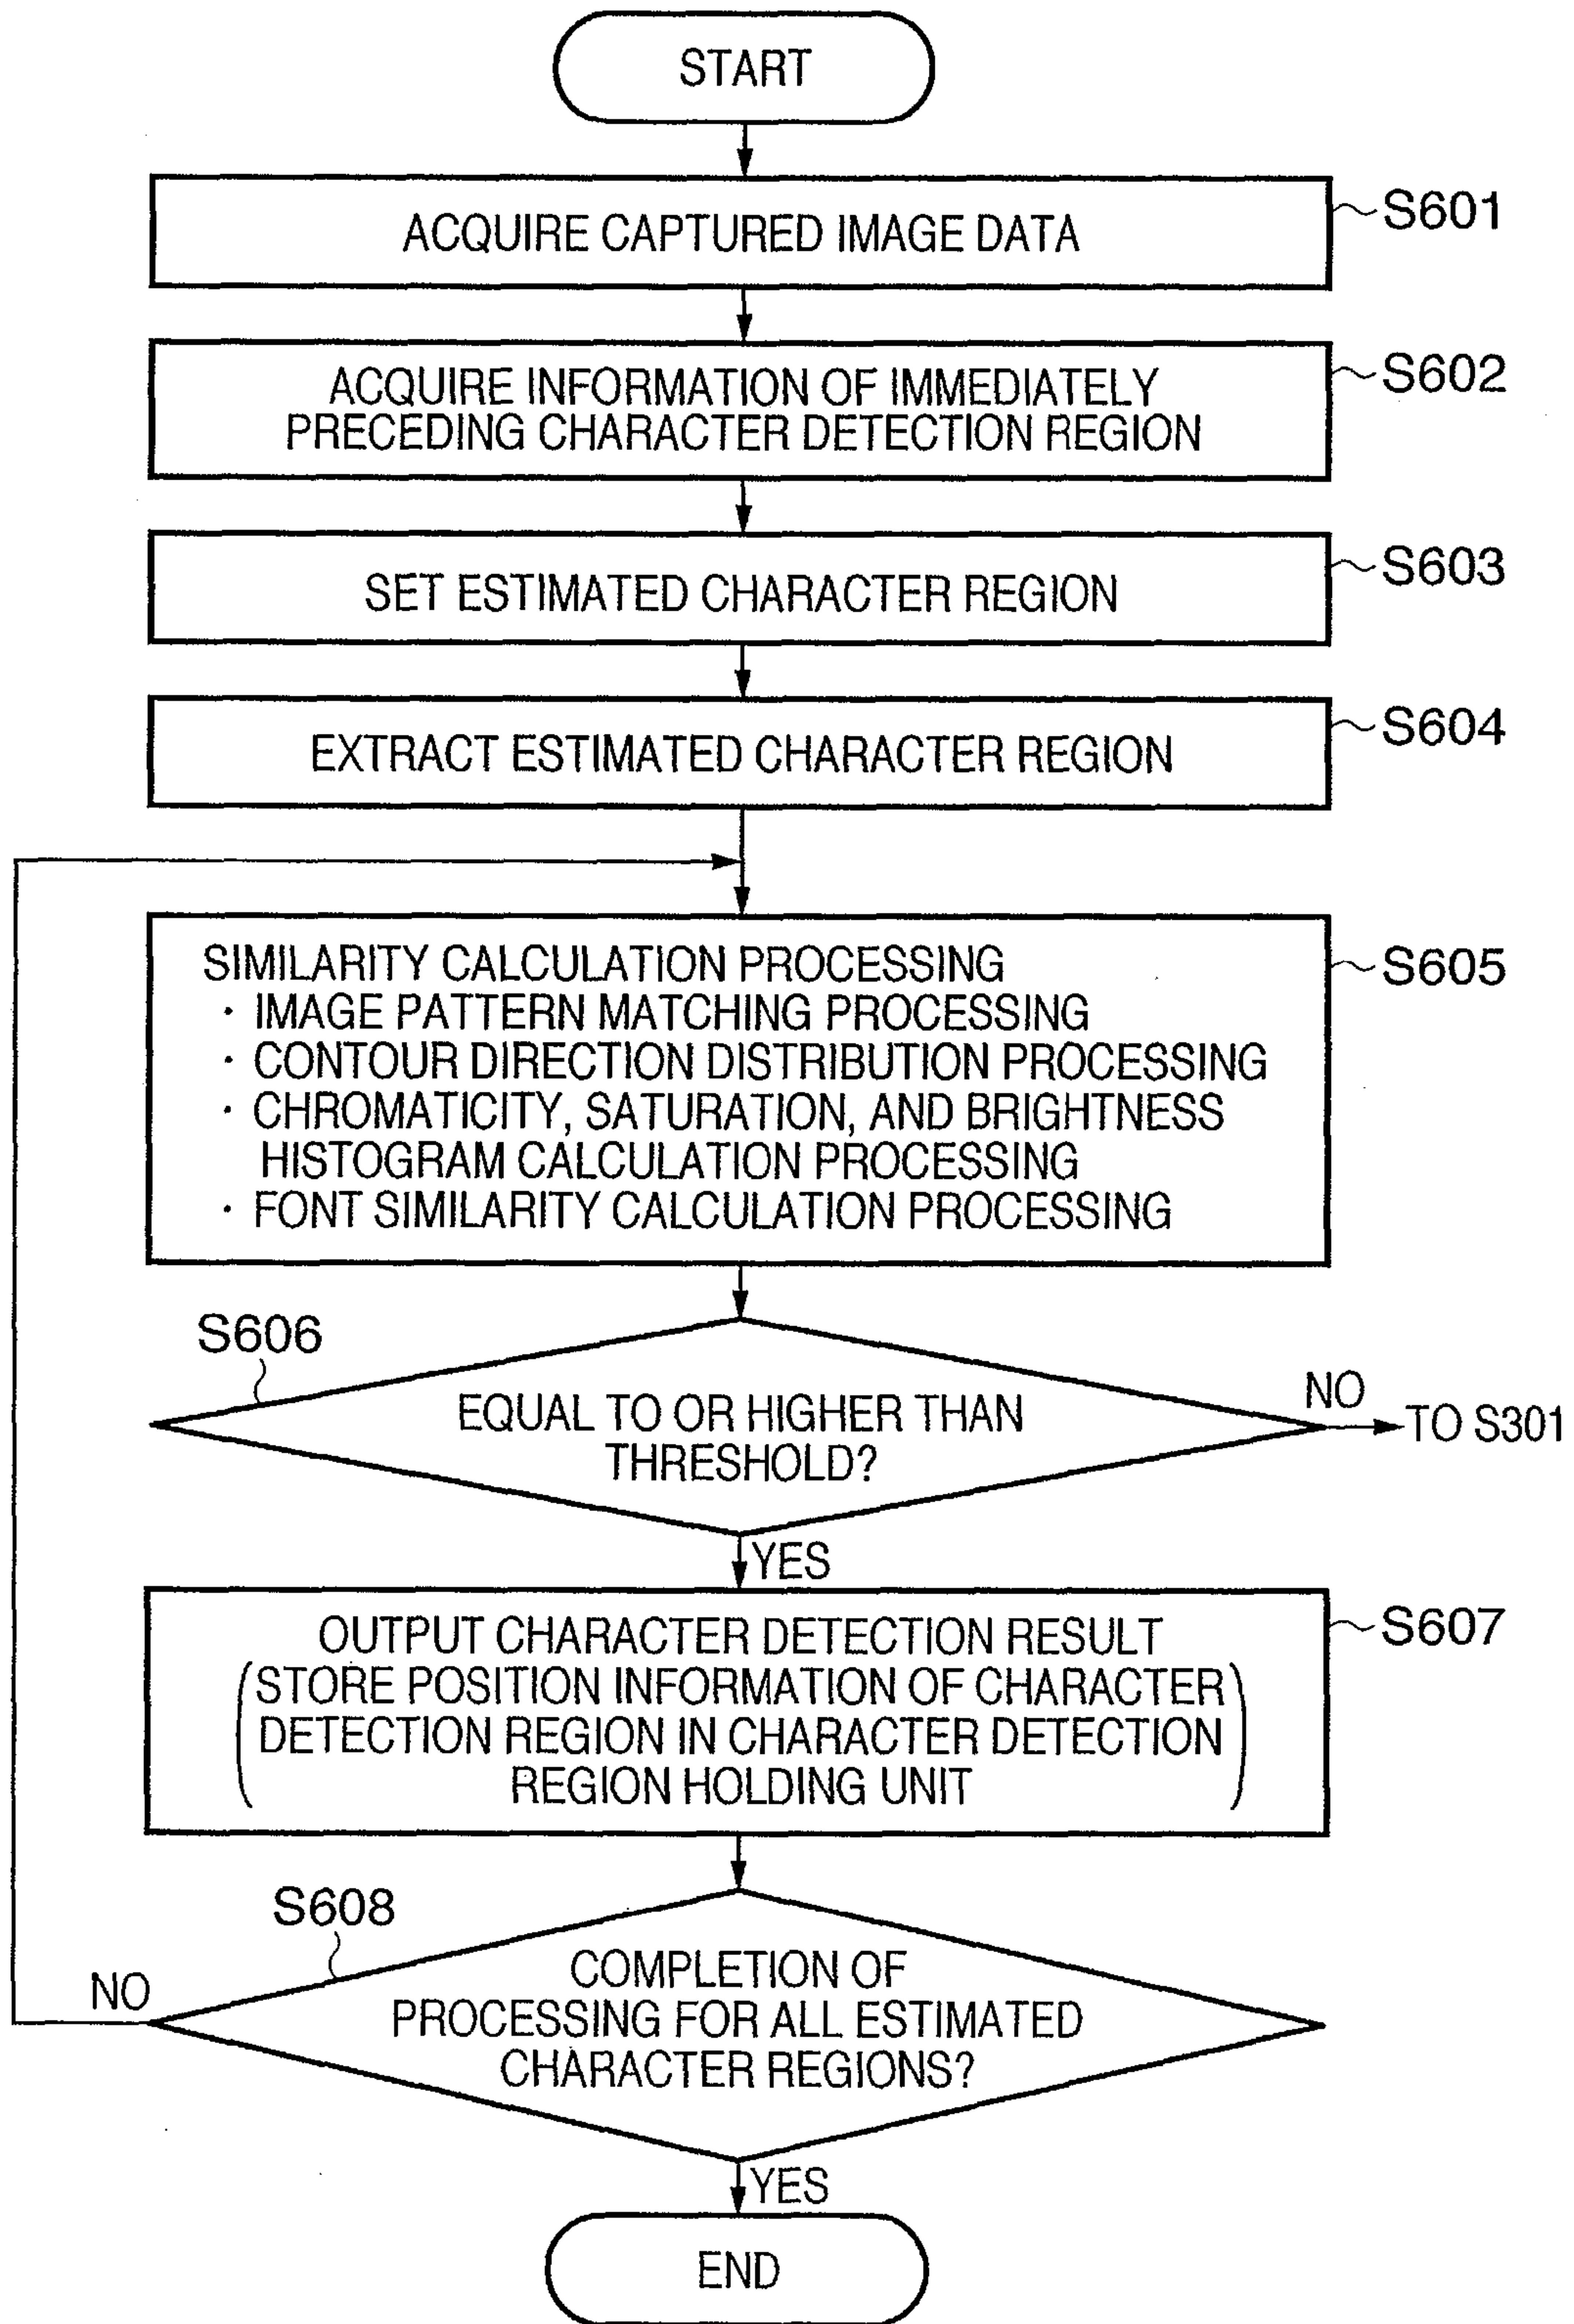 START
ACQUIRE CAPTURED IMAGE DATA
S601
ACQUIRE INFORMATION OF IMMEDIATELY
PRECEDING CHARACTER DETECTION REGION
S602
SET ESTIMATED CHARACTER REGION
S603
EXTRACT ESTIMATED CHARACTER REGION
S604
SIMILARITY CALCULATION PROCESSING
· IMAGE PATTERN MATCHING PROCESSING
· CONTOUR DIRECTION DISTRIBUTION PROCESSING
· CHROMATICITY, SATURATION, AND BRIGHTNESS
HISTOGRAM CALCULATION PROCESSING
· FONT SIMILARITY CALCULATION PROCESSING
S605
S606
EQUAL TO OR HIGHER THAN
THRESHOLD?
NO
TO S301
YES
OUTPUT CHARACTER DETECTION RESULT
(STORE POSITION INFORMATION OF CHARACTER
DETECTION REGION IN CHARACTER DETECTION
REGION HOLDING UNIT)
S607
S608
COMPLETION OF
PROCESSING FOR ALL ESTIMATED
CHARACTER REGIONS?
NO
YES
END